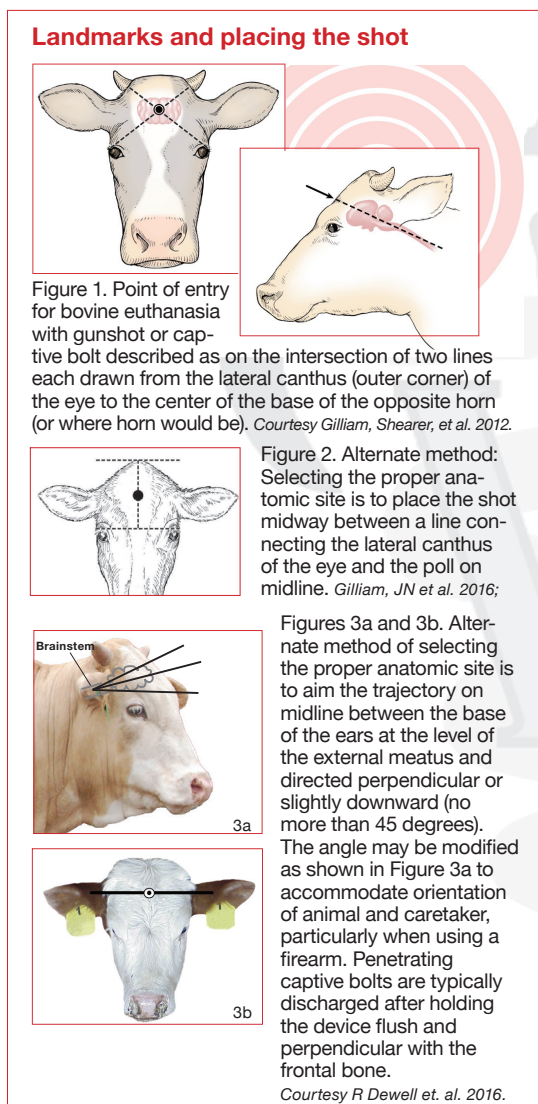 Landmarks and placing the shot
Figure 1. Point of entry
for bovine euthanasia
with gunshot or cap-
tive bolt described as on the intersection of two lines
each drawn from the lateral canthus (outer corner) of
the eye to the center of the base of the opposite horn
(or where horn would be). Courtesy Gilliam, Shearer, et al. 2012.
Figure 2. Alternate method:
Selecting the proper ana-
tomic site is to place the shot
midway between a line con-
necting the lateral canthus
of the eye and the poll on
midline. Gilliam, JN et al. 2016;
Brainstem
3a
3b
Figures 3a and 3b. Alter-
nate method of selecting
the proper anatomic site is
to aim the trajectory on
midline between the base
of the ears at the level of
the external meatus and
directed perpendicular or
slightly downward (no
more than 45 degrees).
The angle may be modified
as shown in Figure 3a to
accommodate orientation
of animal and caretaker,
particularly when using a
firearm. Penetrating
captive bolts are typically
discharged after holding
the device flush and
perpendicular with the
frontal bone.
Courtesy R Dewell et. al. 2016.